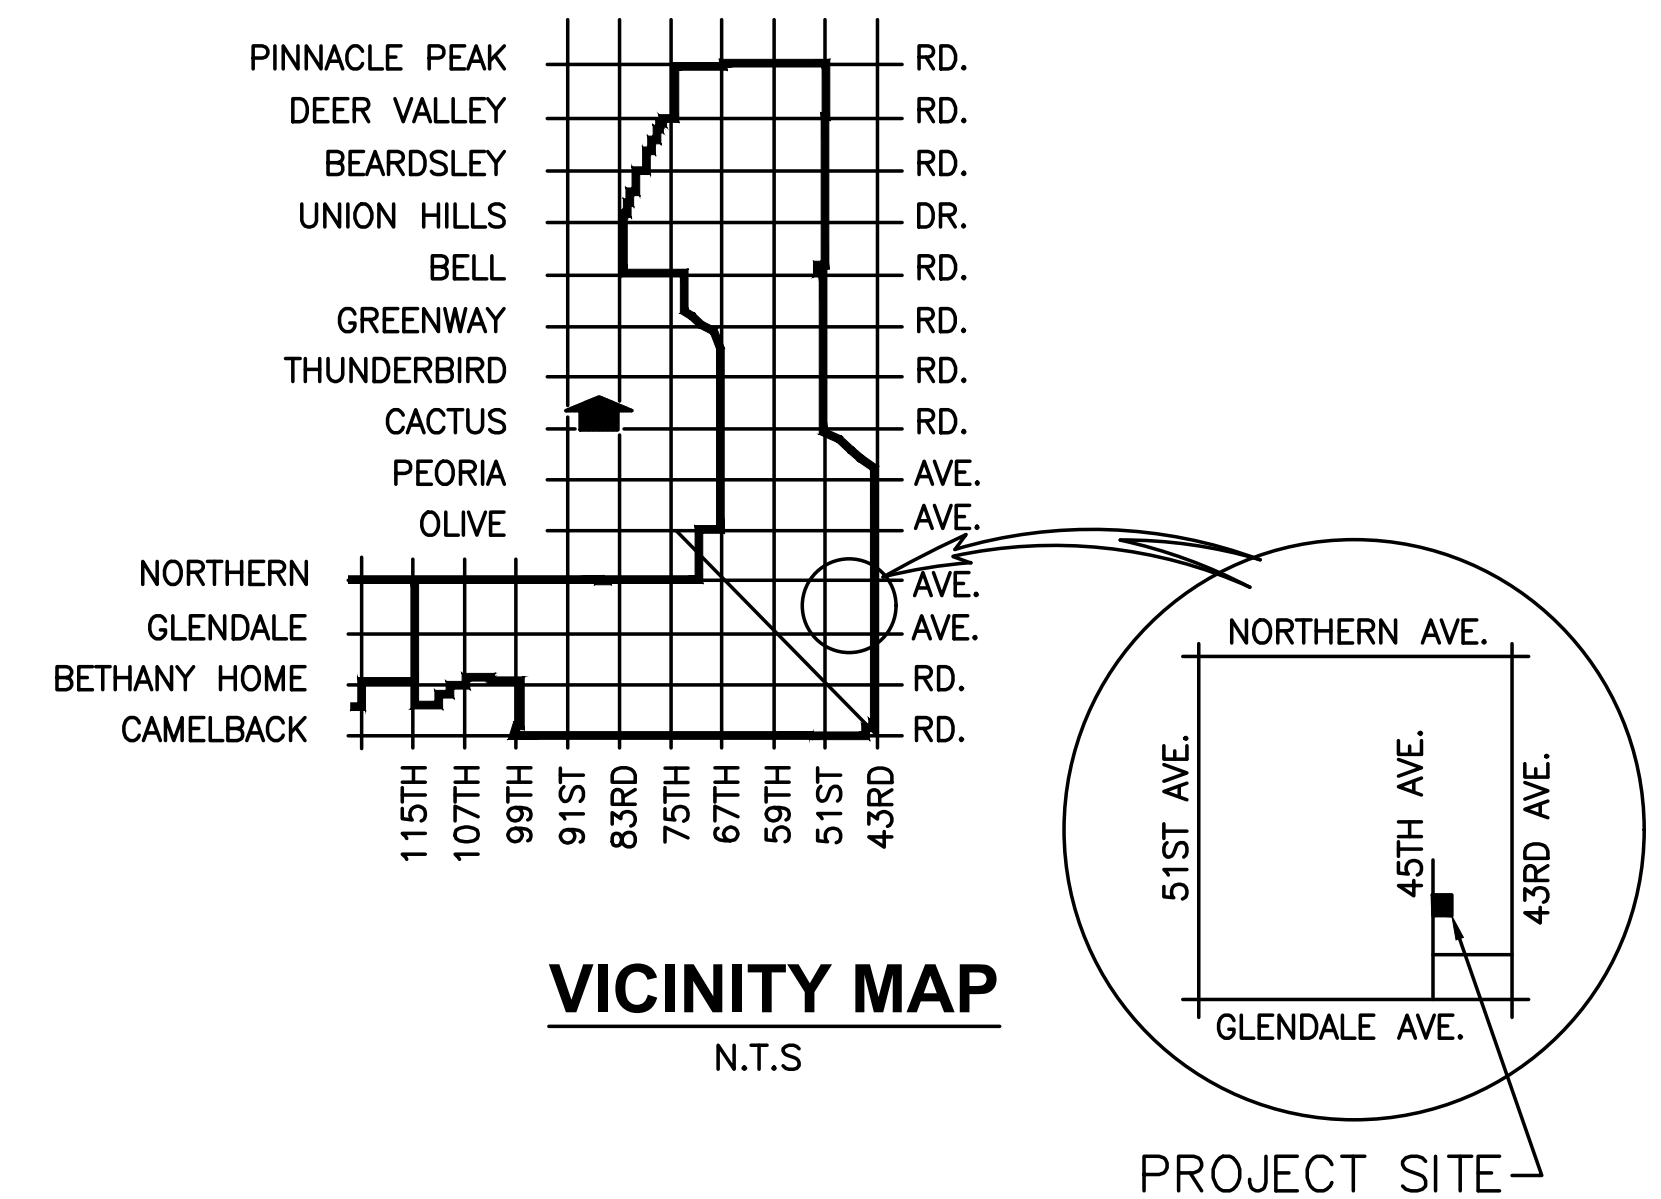 PINNACLE PEAK RD.
DEER VALLEY RD.
BEARDSLEY RD.
UNION HILLS DR.
BELL RD.
GREENWAY RD.
THUNDERBIRD RD.
CACTUS RD.
PEORIA AVE.
OLIVE AVE.
NORTHERN AVE.
GLENDALE AVE.
BETHANY HOME RD.
CAMELBACK RD.
115TH
107TH
99TH
91ST
83RD
75TH
67TH
59TH
51ST
43RD
NORTHERN AVE.
51ST AVE.
45TH AVE.
43RD AVE.
GLENDALE AVE.
PROJECT SITE
VICINITY MAP
N.T.S